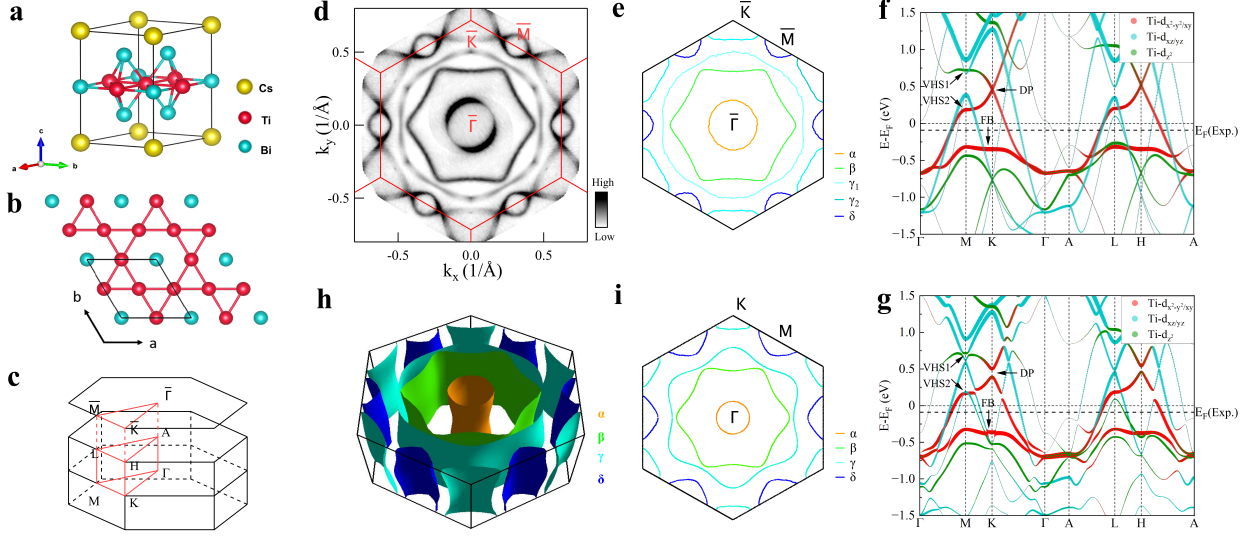 a
Cs
Ti
Bi
c
a
b
b
b
a
c
Γ̅
M̅
K̅
A
L
H
Γ
M
K
d
K̅
M̅
Γ̅
0.5
0.0
-0.5
k_y (1/Å)
-0.5
0.0
0.5
k_x (1/Å)
High
Low
e
K̅
M̅
Γ̅
α
β
γ₁
γ₂
δ
f
1.5
1.0
0.5
0
−0.5
−1.0
−1.5
E-E_F (eV)
Ti-d_x²-y²/xy
Ti-d_xz/yz
Ti-d_z²
VHS1
VHS2
DP
FB
E_F(Exp.)
Γ M K Γ A L H A
g
1.5
1.0
0.5
0
−0.5
−1.0
−1.5
E-E_F (eV)
Ti-d_x²-y²/xy
Ti-d_xz/yz
Ti-d_z²
VHS1
VHS2
DP
FB
E_F(Exp.)
Γ M K Γ A L H A
h
α
β
γ
δ
i
K
M
Γ
α
β
γ
δ